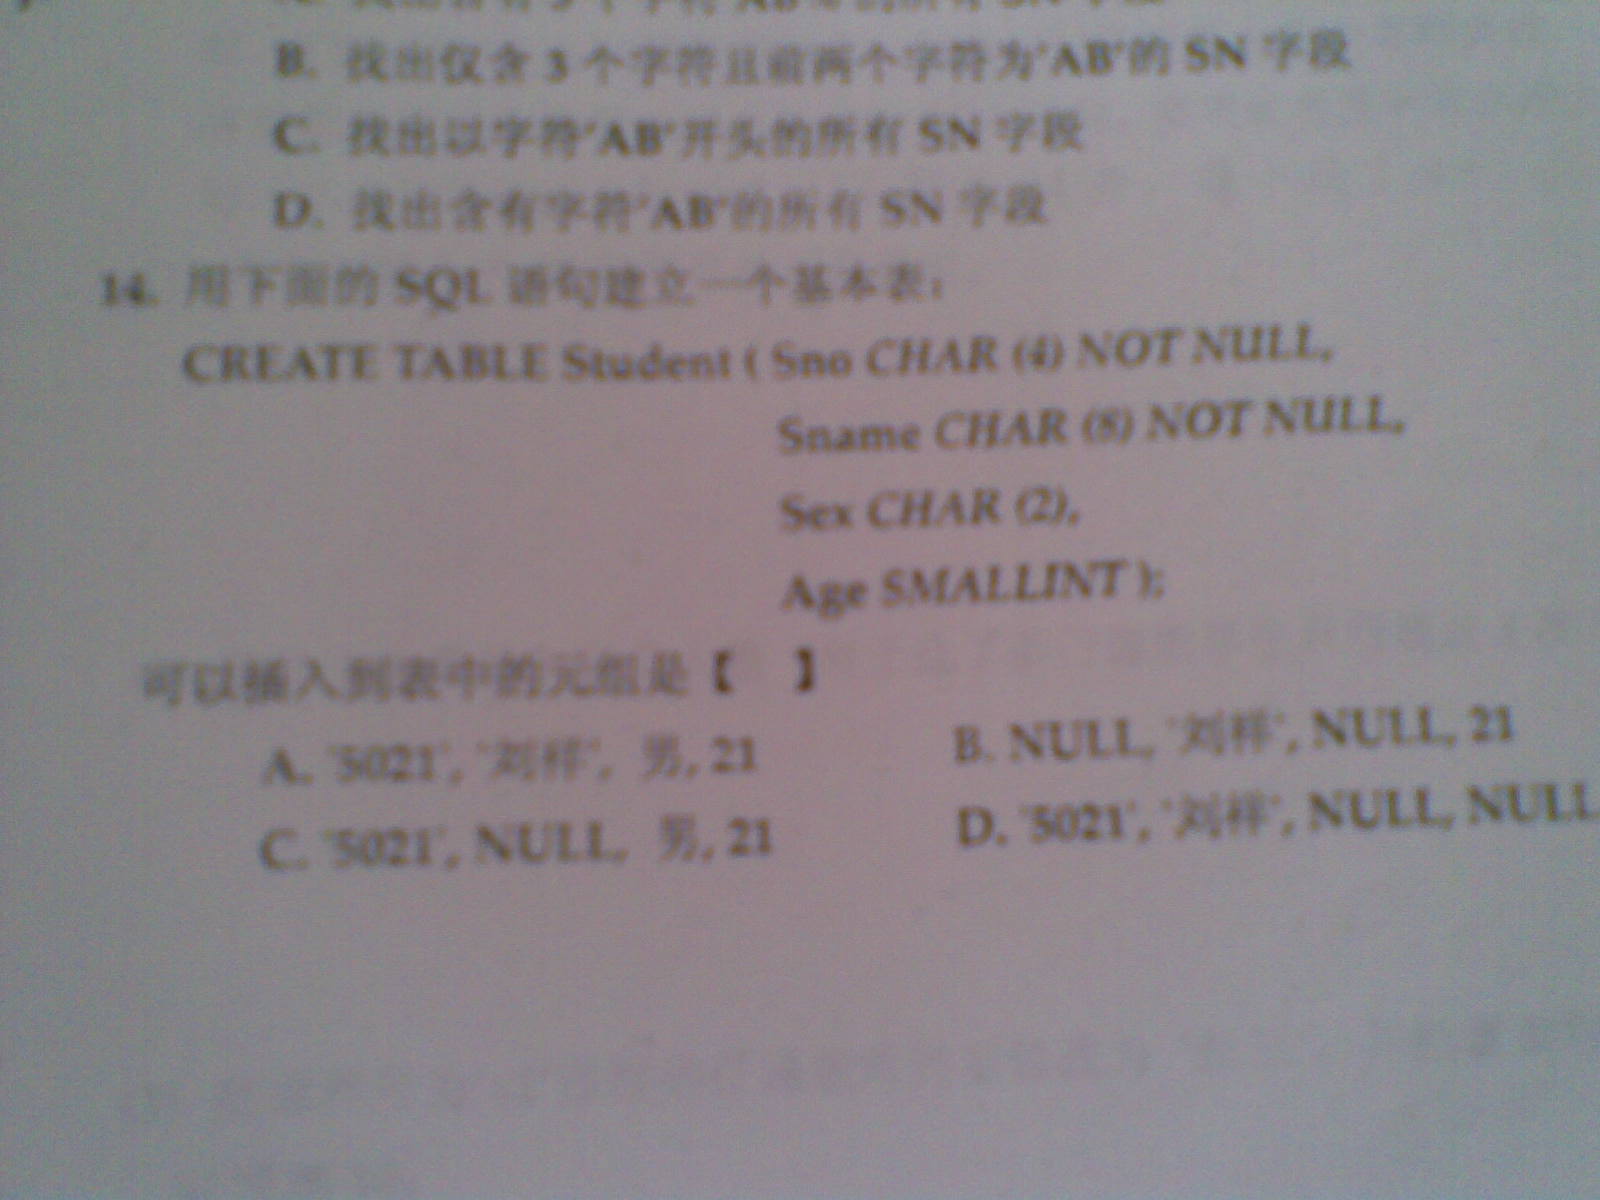 B. 找出仅含 3 个字符且前两个字符为"AB"的 SN 字段
C. 找出以字符"AB"开头的所有 SN 字段
D. 找出含有字符"AB"的所有 SN 字段
14. 用下面的 SQL 语句建立一个基本表:
CREATE TABLE Student ( Sno CHAR (4) NOT NULL,
Sname CHAR (8) NOT NULL,
Sex CHAR (2),
Age SMALLINT );
可以插入到表中的元组是【 】
A. '5021', '刘祥', 男, 21
B. NULL, '刘祥', NULL, 21
C. '5021', NULL, 男, 21
D. '5021', '刘祥', NULL, NULL